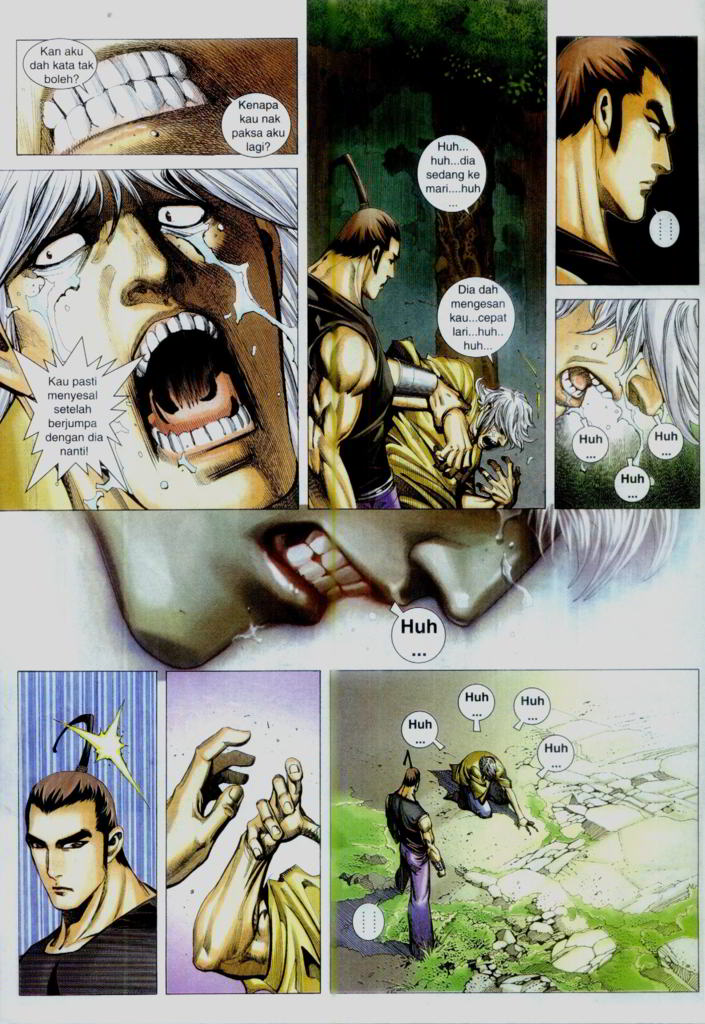 Kan aku
dah kata tak
boleh?
Kenapa
kau nak
paksa aku
lagi?
Kau pasti
menyesal
setelah
berjumpa
dengan dia
nanti!
Huh...
huh...dia
sedang ke
mari....huh
...
Dia dah
mengesan
kau...cepat
lari...huh..
huh...
Huh
...
Huh
...
Huh
...
Huh
...
Huh
...
Huh
...
Huh
...
Huh
...